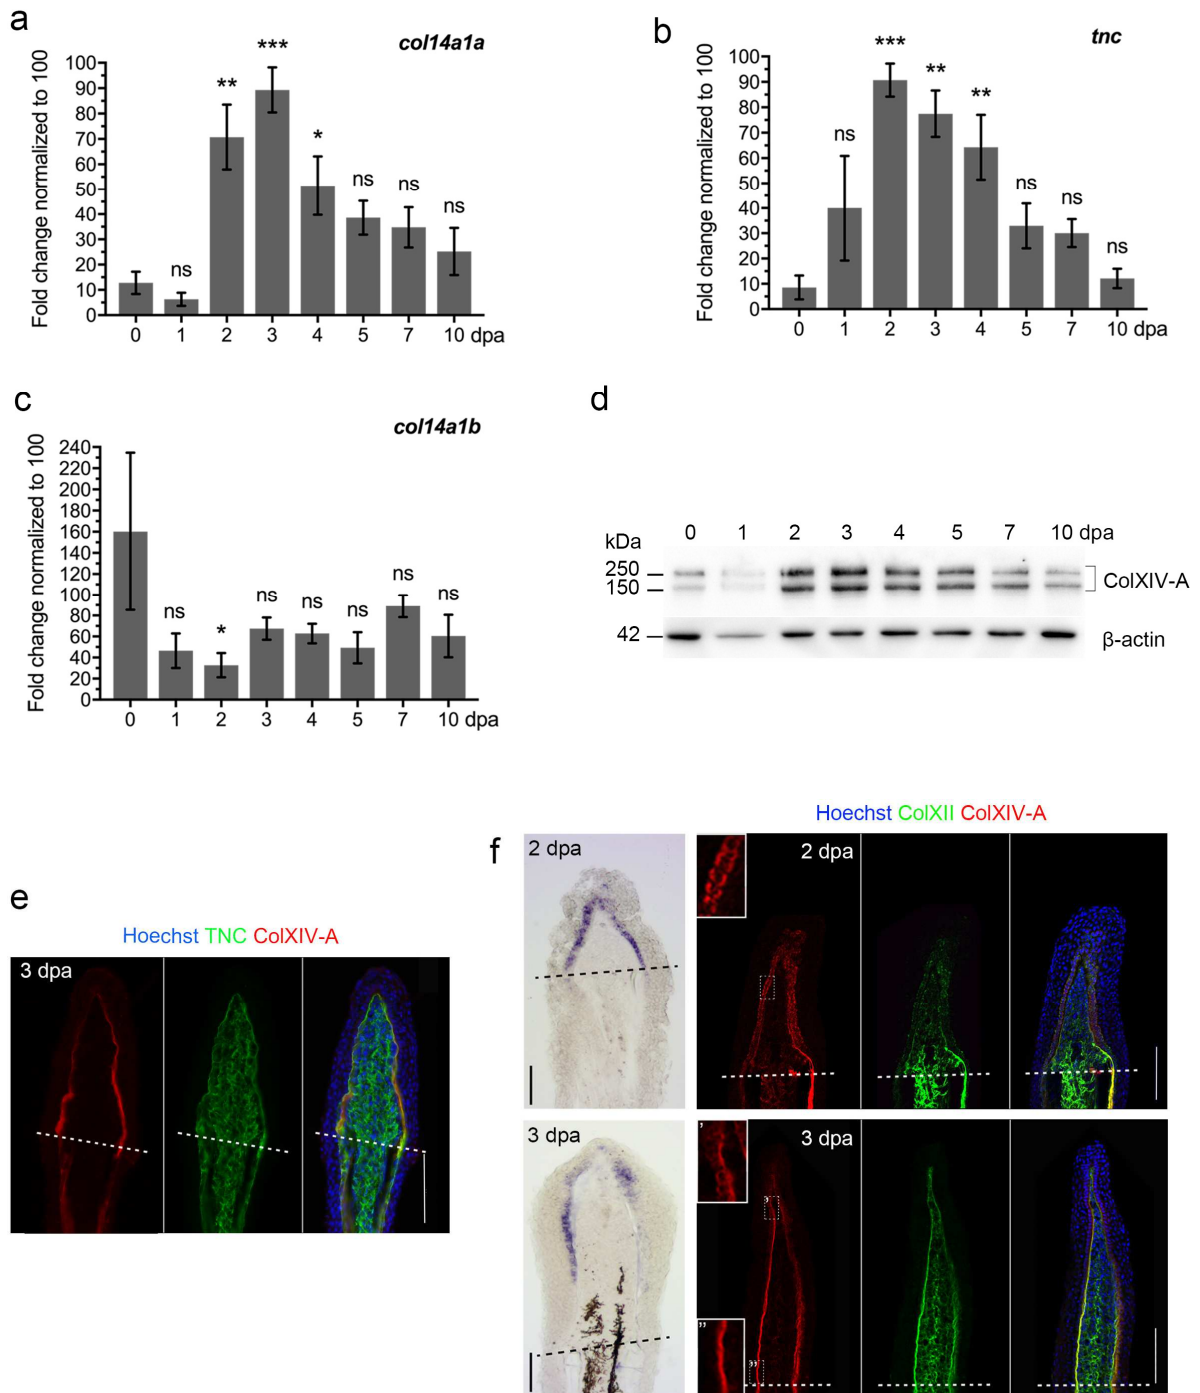 a
col14a1a
Fold change normalized to 100
100
90
80
70
60
50
40
30
20
10
0
ns
**
***
*
ns
ns
ns
0 1 2 3 4 5 7 10 dpa
b
tnc
Fold change normalized to 100
100
90
80
70
60
50
40
30
20
10
0
ns
***
**
**
ns
ns
ns
0 1 2 3 4 5 7 10 dpa
c
col14a1b
Fold change normalized to 100
240
220
200
180
160
140
120
100
80
60
40
20
0
ns
*
ns
ns
ns
ns
ns
0 1 2 3 4 5 7 10 dpa
d
0 1 2 3 4 5 7 10 dpa
kDa
250
150
ColXIV-A
42
β-actin
e
Hoechst TNC ColXIV-A
3 dpa
f
Hoechst ColXII ColXIV-A
2 dpa
2 dpa
3 dpa
'
3 dpa
'
''
''